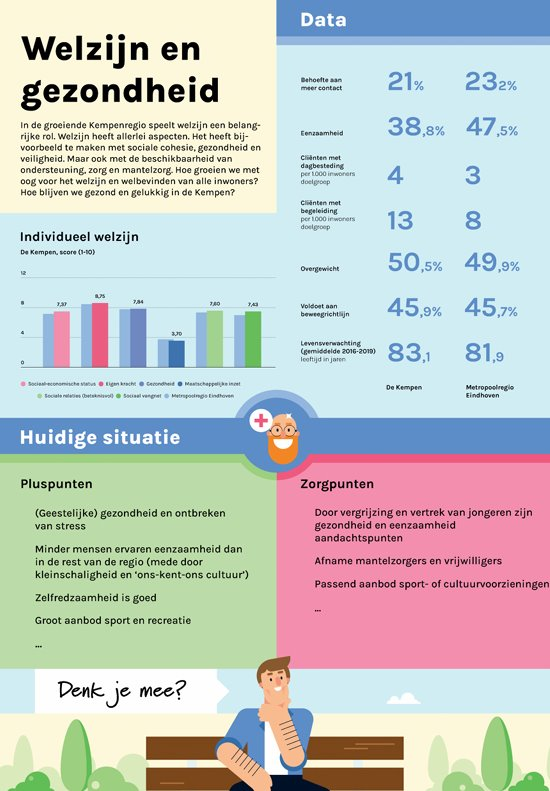 Welzijn en
gezondheid
In de groeiende Kempenregio speelt welzijn een belang-
rijke rol. Welzijn heeft allerlei aspecten. Het heeft bij-
voorbeeld te maken met sociale cohesie, gezondheid en
veiligheid. Maar ook met de beschikbaarheid van
ondersteuning, zorg en mantelzorg. Hoe groeien we met
oog voor het welzijn en welbevinden van alle inwoners?
Hoe blijven we gezond en gelukkig in de Kempen?
Individueel welzijn
De Kempen, score (1-10)
12
8
4
0
7,37
8,75
7,84
3,70
7,60
7,43
Sociaal-economische status
Eigen kracht
Gezondheid
Maatschappelijke inzet
Sociale relaties (beteknisvol)
Sociaal vangnet
Metropoolregio Eindhoven
Data
Behoefte aan
meer contact
21%
232%
Eenzaamheid
38,8%
47,5%
Cliënten met
dagbesteding
per 1.000 inwoners
doelgroep
4
3
Cliënten met
begeleiding
per 1.000 inwoners
doelgroep
13
8
Overgewicht
50,5%
49,9%
Voldoet aan
beweegrichtlijn
45,9%
45,7%
Levensverwachting
(gemiddelde 2016-2019)
leeftijd in jaren
83,1
81,9
De Kempen
Metropoolregio
Eindhoven
Huidige situatie
Pluspunten
(Geestelijke) gezondheid en ontbreken
van stress
Minder mensen ervaren eenzaamheid dan
in de rest van de regio (mede door
kleinschaligheid en ‘ons-kent-ons cultuur’)
Zelfredzaamheid is goed
Groot aanbod sport en recreatie
...
Zorgpunten
Door vergrijzing en vertrek van jongeren zijn
gezondheid en eenzaamheid
aandachtspunten
Afname mantelzorgers en vrijwilligers
Passend aanbod sport- of cultuurvoorzieningen
...
Denk je mee?